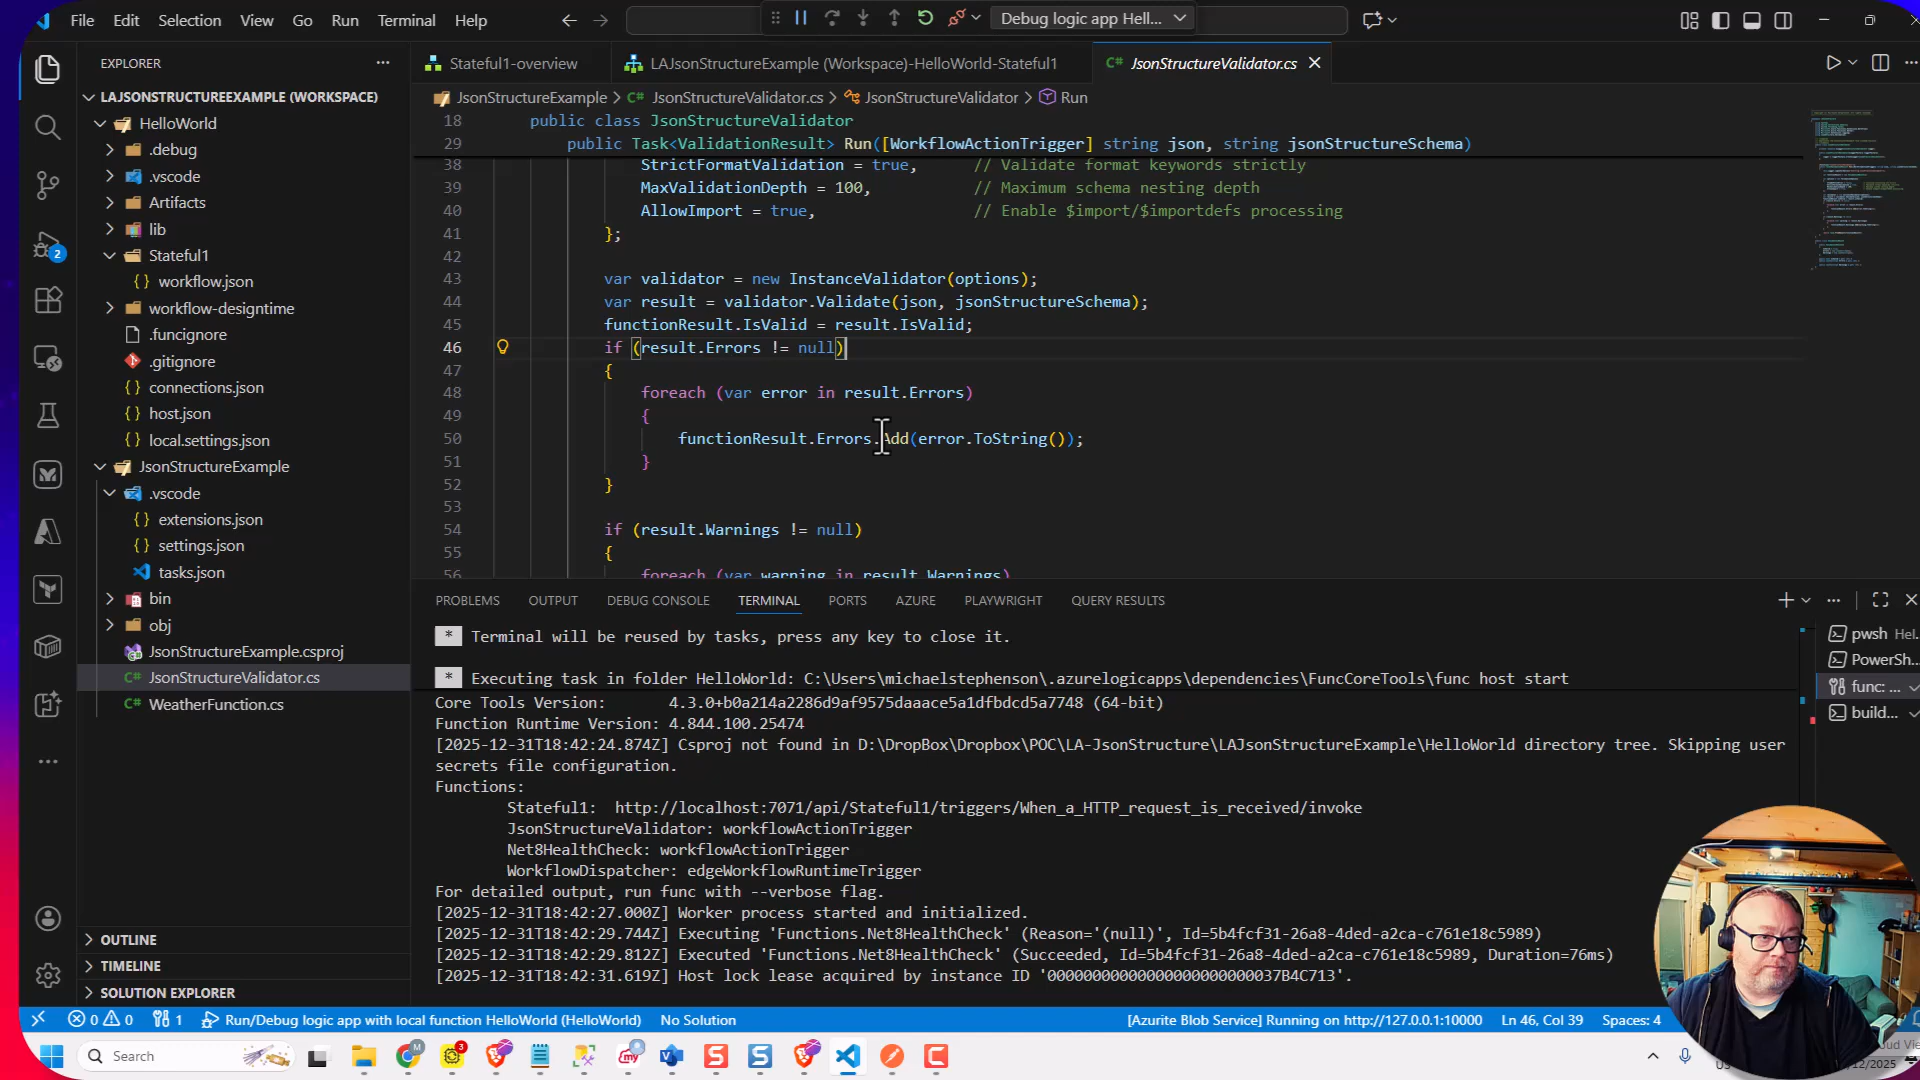 File Edit Selection View Go Run Terminal Help
Debug logic app Hell...
EXPLORER
Stateful1-overview
LAJsonStructureExample (Workspace)-HelloWorld-Stateful1
C# JsonStructureValidator.cs
LAJSONSTRUCTUREEXAMPLE (WORKSPACE)
JsonStructureExample > C# JsonStructureValidator.cs > JsonStructureValidator > Run
HelloWorld
.debug
.vscode
Artifacts
lib
Stateful1
{} workflow.json
workflow-designtime
.funcignore
.gitignore
{} connections.json
{} host.json
{} local.settings.json
JsonStructureExample
.vscode
{} extensions.json
{} settings.json
tasks.json
bin
obj
JsonStructureExample.csproj
C# JsonStructureValidator.cs
C# WeatherFunction.cs
OUTLINE
TIMELINE
SOLUTION EXPLORER
2
18 public class JsonStructureValidator
29 public Task<ValidationResult> Run([WorkflowActionTrigger] string json, string jsonStructureSchema)
38 StrictFormatValidation = true, // Validate format keywords strictly
39 MaxValidationDepth = 100, // Maximum schema nesting depth
40 AllowImport = true, // Enable $import/$importdefs processing
41 };
42
43 var validator = new InstanceValidator(options);
44 var result = validator.Validate(json, jsonStructureSchema);
45 functionResult.IsValid = result.IsValid;
46 if (result.Errors != null)
47 {
48 foreach (var error in result.Errors)
49 {
50 functionResult.Errors.Add(error.ToString());
51 }
52 }
53
54 if (result.Warnings != null)
55 {
56 foreach (var warning in result.Warnings)
PROBLEMS OUTPUT DEBUG CONSOLE TERMINAL PORTS AZURE PLAYWRIGHT QUERY RESULTS
* Terminal will be reused by tasks, press any key to close it.
* Executing task in folder HelloWorld: C:\Users\michaelstephenson\.azurelogicapps\dependencies\FuncCoreTools\func host start
Core Tools Version: 4.3.0+b0a214a2286d9af9575daaace5a1dfbdcd5a7748 (64-bit)
Function Runtime Version: 4.844.100.25474
[2025-12-31T18:42:24.874Z] Csproj not found in D:\DropBox\Dropbox\POC\LA-JsonStructure\LAJsonStructureExample\HelloWorld directory tree. Skipping user
secrets file configuration.
Functions:
Stateful1: http://localhost:7071/api/Stateful1/triggers/When_a_HTTP_request_is_received/invoke
JsonStructureValidator: workflowActionTrigger
Net8HealthCheck: workflowActionTrigger
WorkflowDispatcher: edgeWorkflowRuntimeTrigger
For detailed output, run func with --verbose flag.
[2025-12-31T18:42:27.000Z] Worker process started and initialized.
[2025-12-31T18:42:29.744Z] Executing 'Functions.Net8HealthCheck' (Reason='(null)', Id=5b4fcf31-26a8-4ded-a2ca-c761e18c5989)
[2025-12-31T18:42:29.812Z] Executed 'Functions.Net8HealthCheck' (Succeeded, Id=5b4fcf31-26a8-4ded-a2ca-c761e18c5989, Duration=76ms)
[2025-12-31T18:42:31.619Z] Host lock lease acquired by instance ID '00000000000000000000000037B4C713'.
pwsh Hel...
PowerSh...
func: ...
build...
0 0 1 Run/Debug logic app with local function HelloWorld (HelloWorld) No Solution
[Azurite Blob Service] Running on http://127.0.0.1:10000 Ln 46, Col 39 Spaces: 4
Search
3